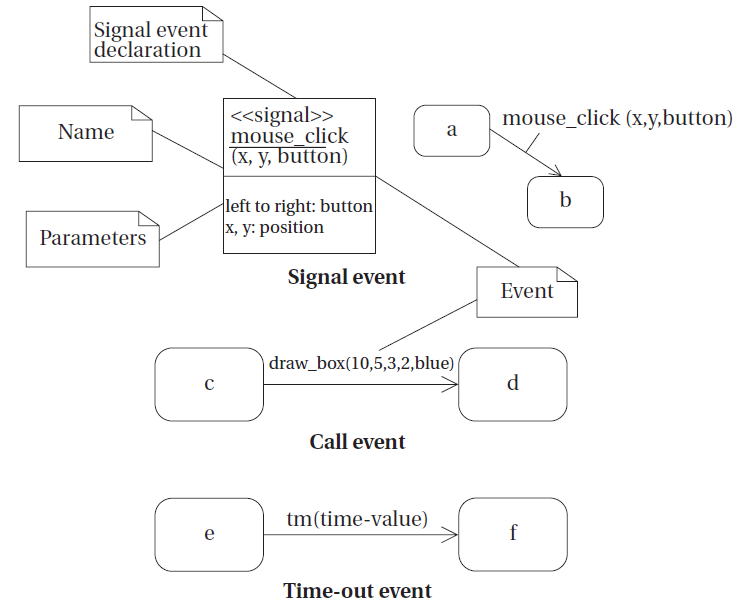 Signal event
declaration
Name
Parameters
<<signal>>
mouse_click
(x, y, button)
left to right: button
x, y: position
Signal event
a
mouse_click (x,y,button)
b
Event
c
draw_box(10,5,3,2,blue)
d
Call event
e
tm(time-value)
f
Time-out event